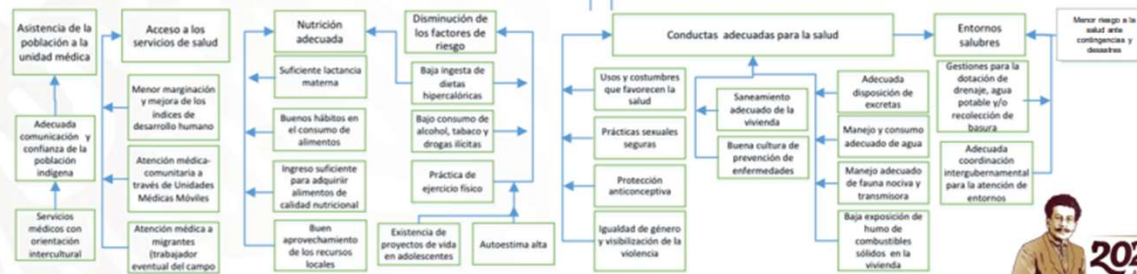 Asistencia de la
población a la
unidad médica
Adecuada
comunicación y
confianza de la
población
indígena
Servicios
médicos con
orientación
intercultural
Acceso a los
servicios de salud
Menor marginación
y mejora de los
índices de
desarrollo humano
Atención médica-
comunitaria a
través de Unidades
Médicas Móviles
Atención médica a
migrantes
(trabajador
eventual del campo
Nutrición
adecuada
Suficiente lactancia
materna
Buenos hábitos en
el consumo de
alimentos
Ingreso suficiente
para adquirir
alimentos de
calidad nutricional
Buen
aprovechamiento
de los recursos
locales
Disminución de
los factores de
riesgo
Baja ingesta de
dietas
hipercalóricas
Bajo consumo de
alcohol, tabaco y
drogas ilícitas
Práctica de
ejercicio físico
Existencia de
proyectos de vida
en adolescentes
Autoestima alta
Conductas adecuadas para la salud
Usos y costumbres
que favorecen la
salud
Prácticas sexuales
seguras
Protección
anticonceptiva
Igualdad de género
y visibilización de la
violencia
Saneamiento
adecuado de la
vivienda
Buena cultura de
prevención de
enfermedades
Adecuada
disposición de
excretas
Manejo y consumo
adecuado de agua
Manejo adecuado
de fauna nociva y
transmisora
Baja exposición de
humo de
combustibles
sólidos en la
vivienda
Entornos
salubres
Gestiones para la
dotación de
drenaje, agua
potable y/o
recolección de
basura
Adecuada
coordinación
intergubernamental
para la atención de
entornos
Menor riesgo a la
salud ante
contingencias y
desastres
202